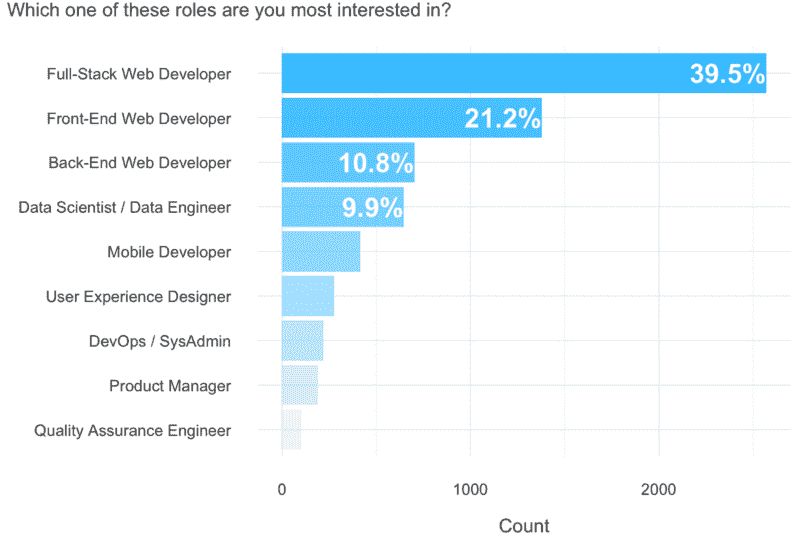 Which one of these roles are you most interested in?
Full-Stack Web Developer
39.5%
Front-End Web Developer
21.2%
Back-End Web Developer
10.8%
Data Scientist / Data Engineer
9.9%
Mobile Developer
User Experience Designer
DevOps / SysAdmin
Product Manager
Quality Assurance Engineer
0
1000
2000
Count